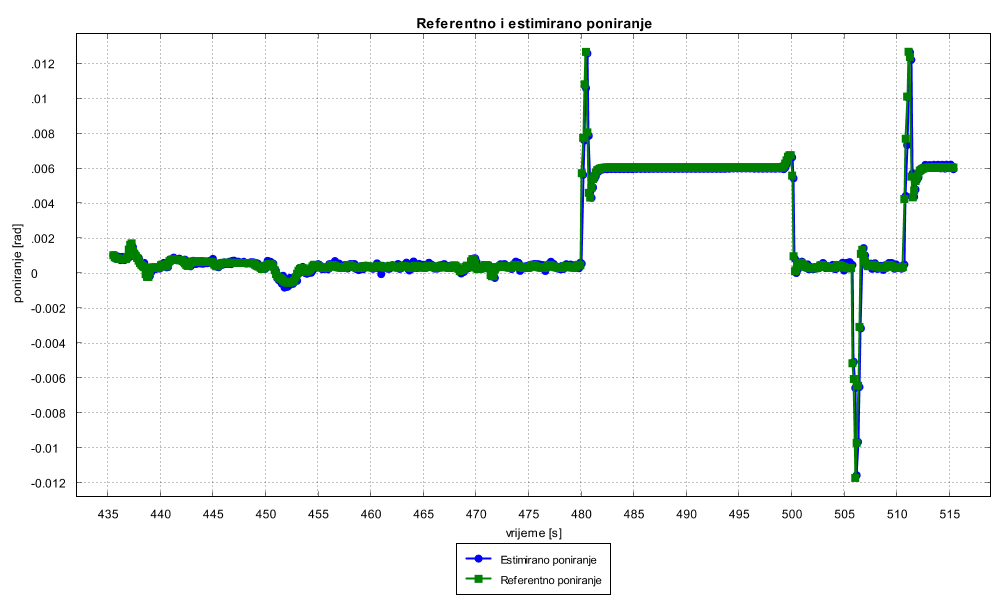 Referentno i estimirano poniranje
.012
.01
.008
.006
.004
.002
0
-0.002
-0.004
-0.006
-0.008
-0.01
-0.012
poniranje [rad]
435 440 445 450 455 460 465 470 475 480 485 490 495 500 505 510 515
vrijeme [s]
Estimirano poniranje
Referentno poniranje